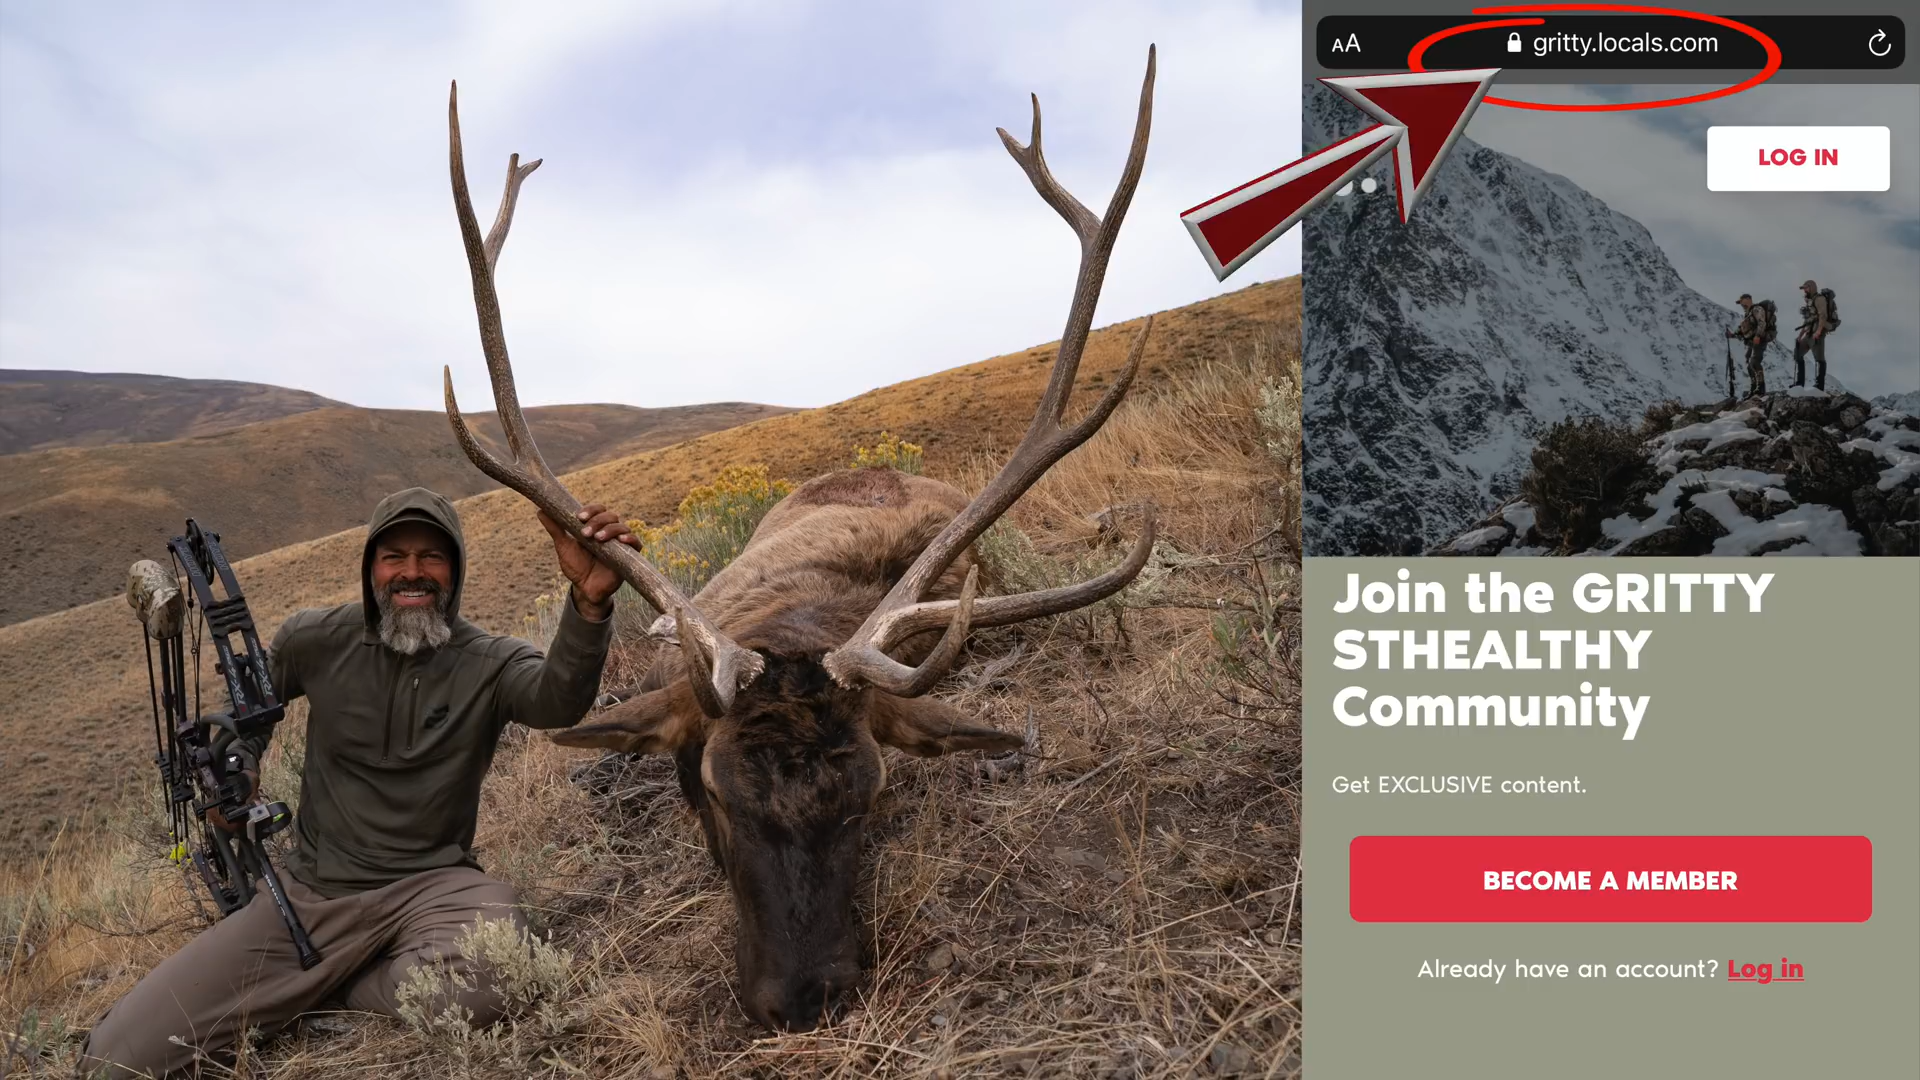 AA
gritty.locals.com
LOG IN
Join the GRITTY
STHEALTHY
Community
Get EXCLUSIVE content.
BECOME A MEMBER
Already have an account? Log in